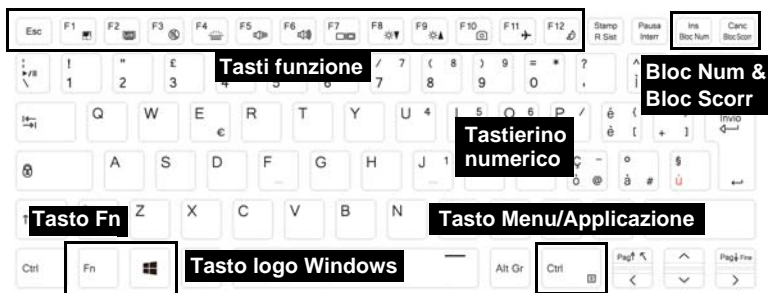 Esc F1 F2 F3 F4 F5 F6 F7 F8 F9 F10 F11 F12 Stamp R Sist Pausa Interr Ins Bloc Num Canc Bloc Scorr
Tasti funzione
Bloc Num &
Bloc Scorr
\ ! 1 " 2 £ 3 / 7 7 ( 8 8 ) 9 9 = * 0 ? '
Q W E € R T Y U 4 5 O 6 P / é è { [ + ] Invio
Tastierino
numerico
A S D F G H J 1 ç ò - @ ° à # § ù
Tasto Fn
Z X C V B N
Tasto Menu/Applicazione
Ctrl Fn
Tasto logo Windows
Alt Gr Ctrl Pag Pag Fine